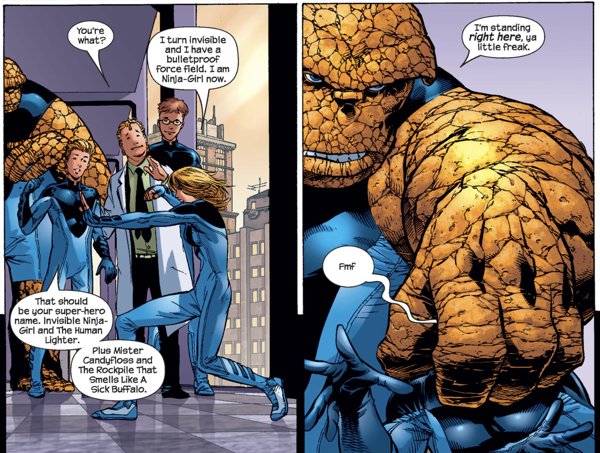 You're
what?
I turn invisible
and I have a
bulletproof
force field. I am
Ninja-Girl now.
That should
be your super-hero
name. Invisible Ninja-
Girl and The Human
Lighter.
Plus Mister
Candyfloss and
The Rockpile That
Smells Like A
Sick Buffalo.
I'm standing
right here, ya
little freak.
Fmf